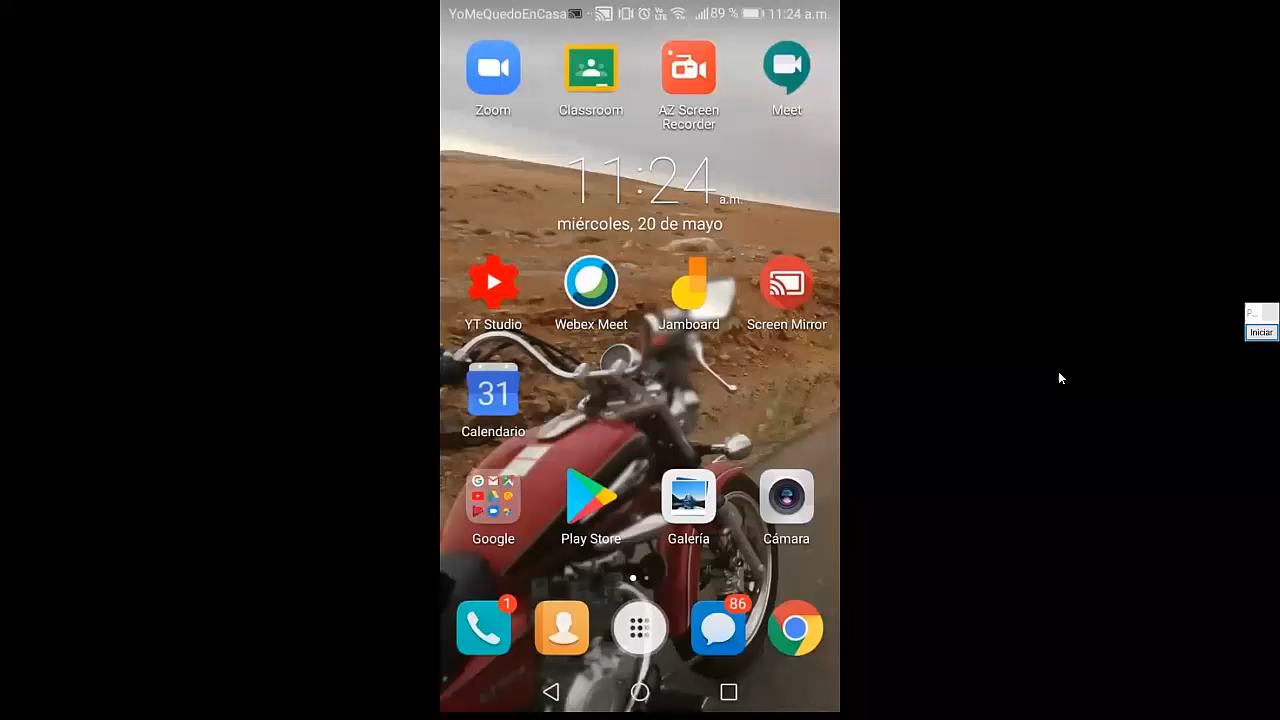 YoMeQuedoEnCasa 89 % 11:24 a.m.
Zoom Classroom AZ Screen Recorder Meet
11:24 a.m.
miércoles, 20 de mayo
YT Studio Webex Meet Jamboard Screen Mirror
31
Calendario
Google Play Store Galería Cámara
1 86
Iniciar